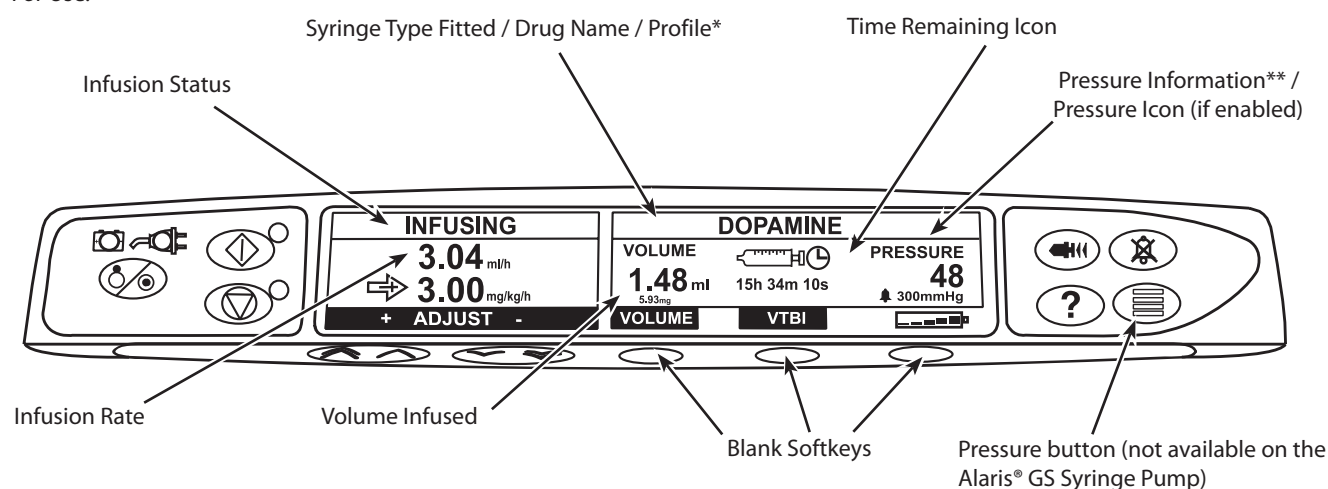 Syringe Type Fitted / Drug Name / Profile*
Time Remaining Icon
Infusion Status
Pressure Information** /
Pressure Icon (if enabled)
INFUSING
3.04 ml/h
3.00 mg/kg/h
+ ADJUST -
DOPAMINE
VOLUME
1.48 ml
5.93mg
15h 34m 10s
PRESSURE
48
300mmHg
VOLUME
VTBI
?
Infusion Rate
Volume Infused
Blank Softkeys
Pressure button (not available on the
Alaris® GS Syringe Pump)